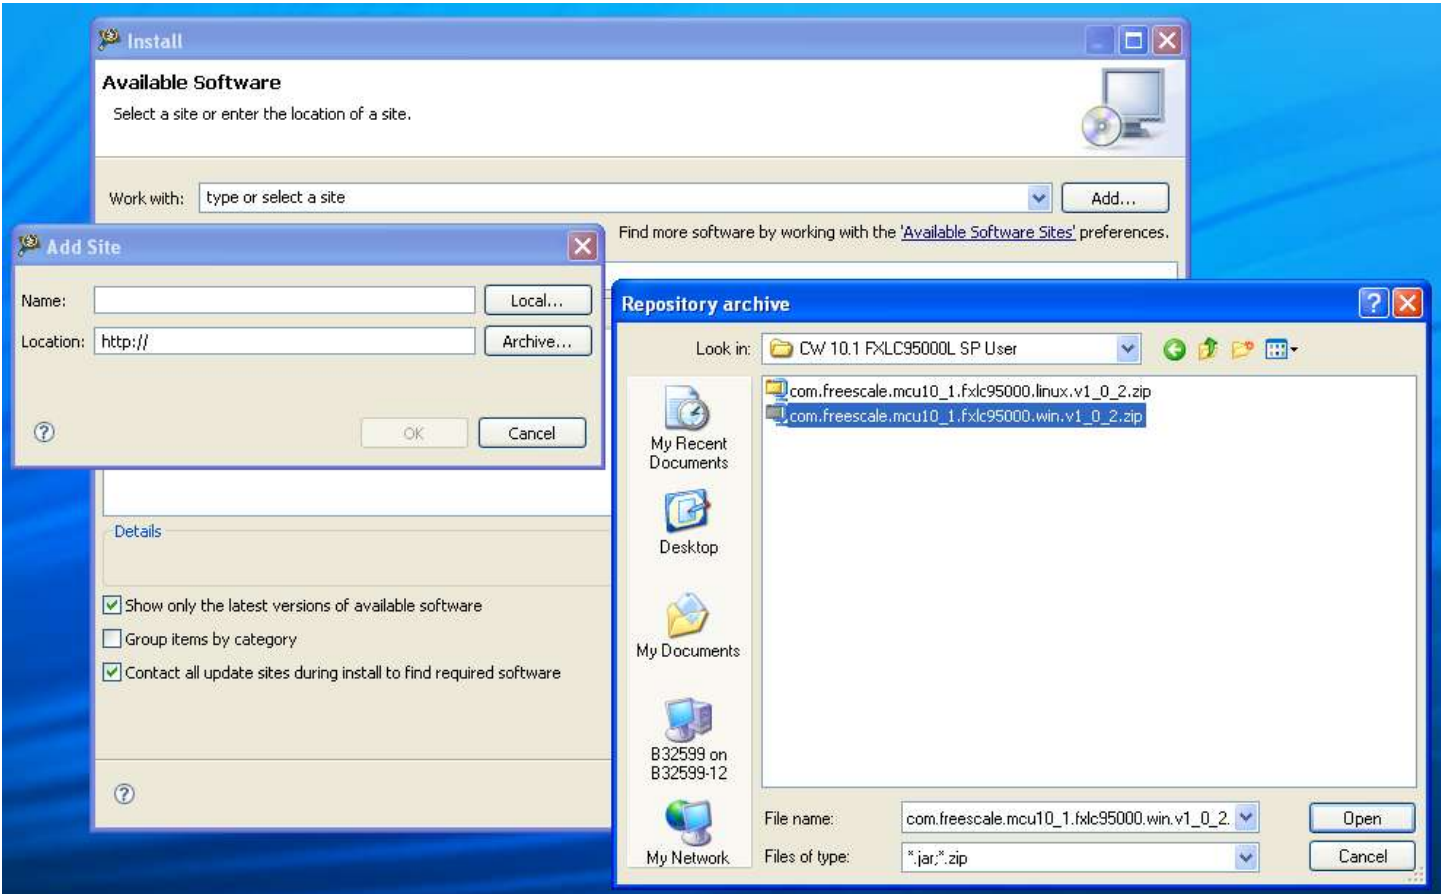 Install
Available Software
Select a site or enter the location of a site.
Work with: type or select a site Add...
Find more software by working with the 'Available Software Sites' preferences.
Add Site
Name: Local...
Location: http:// Archive...
OK Cancel
Details
Show only the latest versions of available software
Group items by category
Contact all update sites during install to find required software
Repository archive
Look in: CW 10.1 FXLC95000L SP User
com.freescale.mcu10_1.fxlc95000.linux.v1_0_2.zip
com.freescale.mcu10_1.fxlc95000.win.v1_0_2.zip
My Recent
Documents
Desktop
My Documents
B32599 on
B32599-12
My Network
File name: com.freescale.mcu10_1.fxlc95000.win.v1_0_2. Open
Files of type: *.jar;*.zip Cancel